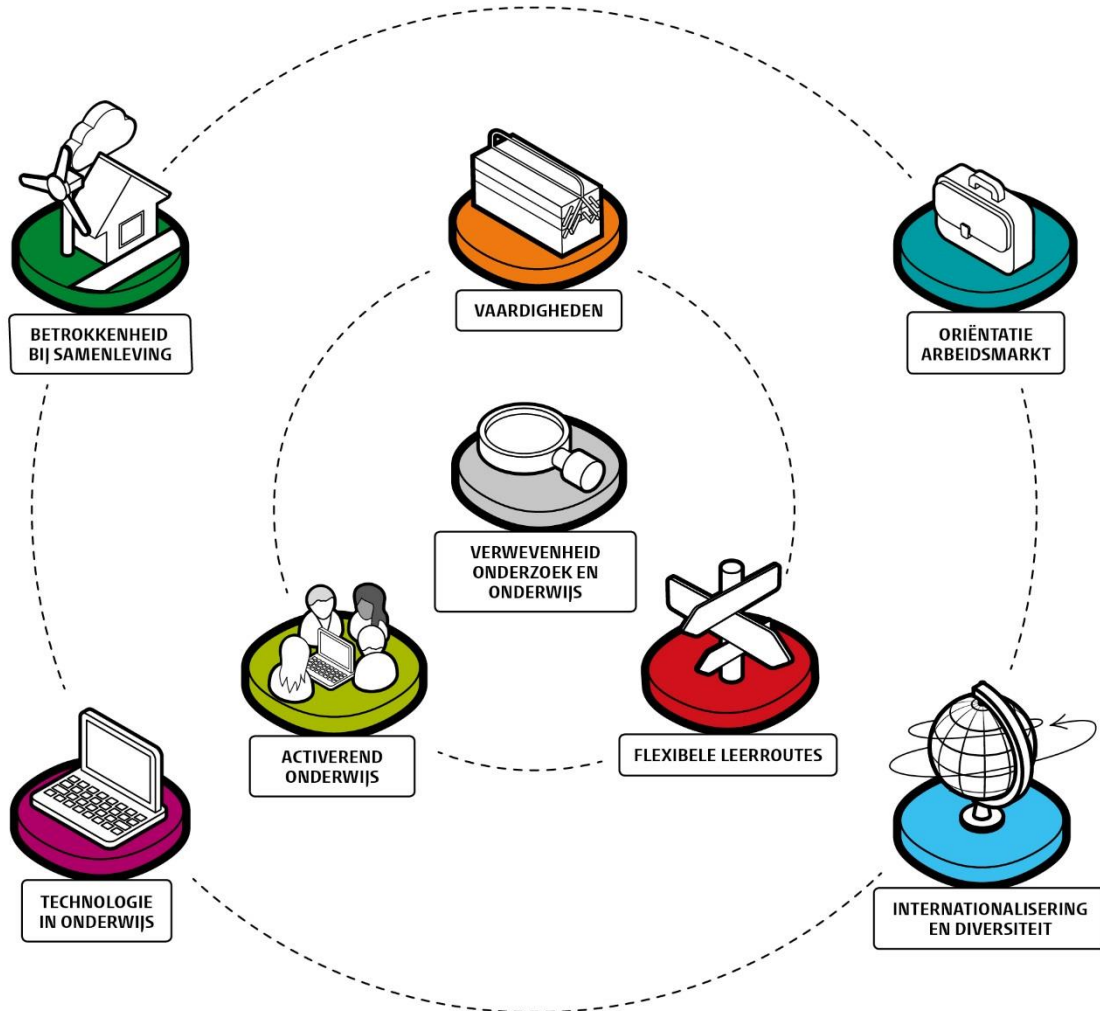 VAARDIGHEDEN
BETROKKENHEID
BIJ SAMENLEVING
ORIËNTATIE
ARBEIDSMARKT
VERWEVENHEID
ONDERZOEK EN
ONDERWIJS
ACTIVEREND
ONDERWIJS
FLEXIBELE LEERROUTES
TECHNOLOGIE
IN ONDERWIJS
INTERNATIONALISERING
EN DIVERSITEIT